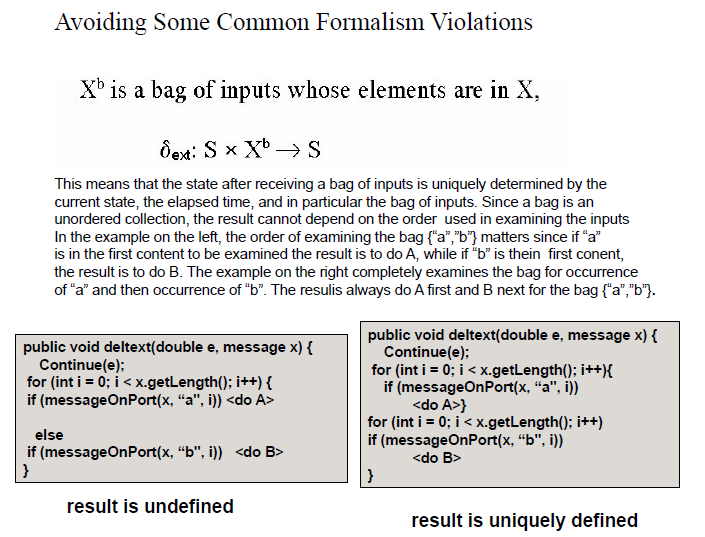 Avoiding Some Common Formalism Violations
Xᵇ is a bag of inputs whose elements are in X,
δext: S × Xᵇ → S
This means that the state after receiving a bag of inputs is uniquely determined by the
current state, the elapsed time, and in particular the bag of inputs. Since a bag is an
unordered collection, the result cannot depend on the order used in examining the inputs
In the example on the left, the order of examining the bag {“a”,”b”} matters since if “a”
is in the first content to be examined the result is to do A, while if “b” is thein first conent,
the result is to do B. The example on the right completely examines the bag for occurrence
of “a” and then occurrence of “b”. The resulis always do A first and B next for the bag {“a”,”b”}.
public void deltext(double e, message x) {
Continue(e);
for (int i = 0; i < x.getLength(); i++) {
if (messageOnPort(x, “a", i)) <do A>
else
if (messageOnPort(x, “b", i)) <do B>
}
result is undefined
public void deltext(double e, message x) {
Continue(e);
for (int i = 0; i < x.getLength(); i++){
if (messageOnPort(x, “a", i))
<do A>}
for (int i = 0; i < x.getLength(); i++)
if (messageOnPort(x, “b", i))
<do B>
}
result is uniquely defined